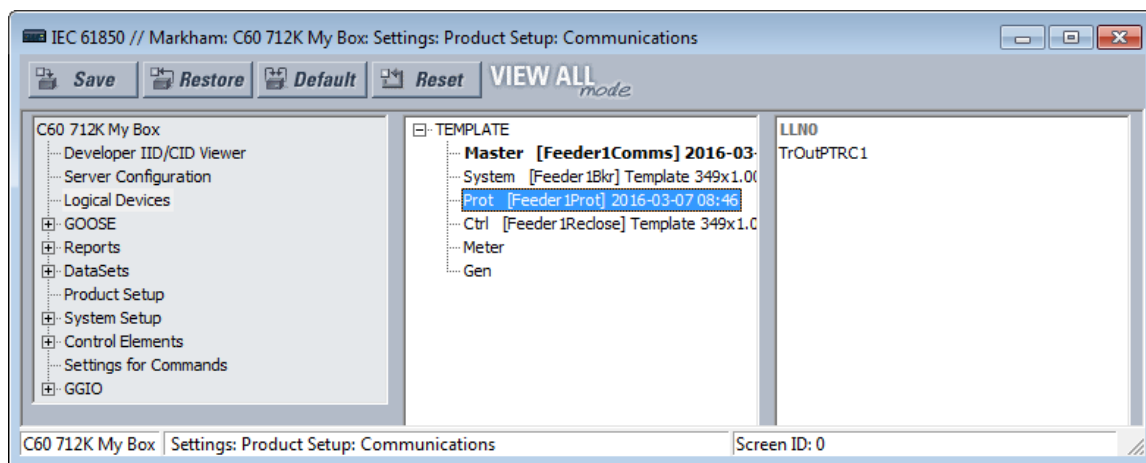 IEC 61850 // Markham: C60 712K My Box: Settings: Product Setup: Communications
Save Restore Default Reset VIEW ALL mode
C60 712K My Box
Developer IID/CID Viewer
Server Configuration
Logical Devices
GOOSE
Reports
DataSets
Product Setup
System Setup
Control Elements
Settings for Commands
GGIO
TEMPLATE
Master [Feeder1Comms] 2016-03-
System [Feeder1Bkr] Template 349x1.00
Prot [Feeder1Prot] 2016-03-07 08:46
Ctrl [Feeder1Reclose] Template 349x1.0
Meter
Gen
LLN0
TrOutPTRC1
C60 712K My Box Settings: Product Setup: Communications Screen ID: 0